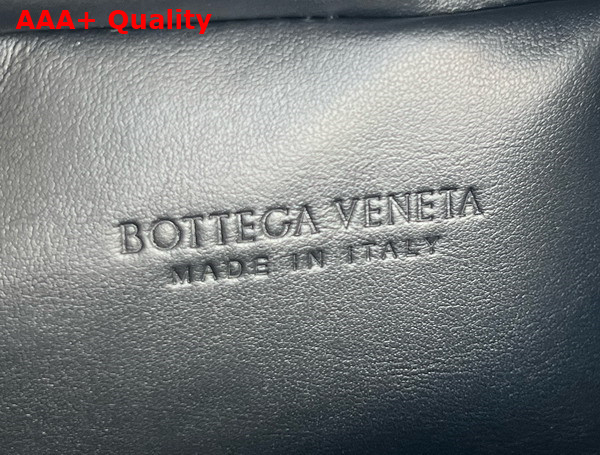 AAA+ Quality
BOTTEGA VENETA
MADE IN ITALY